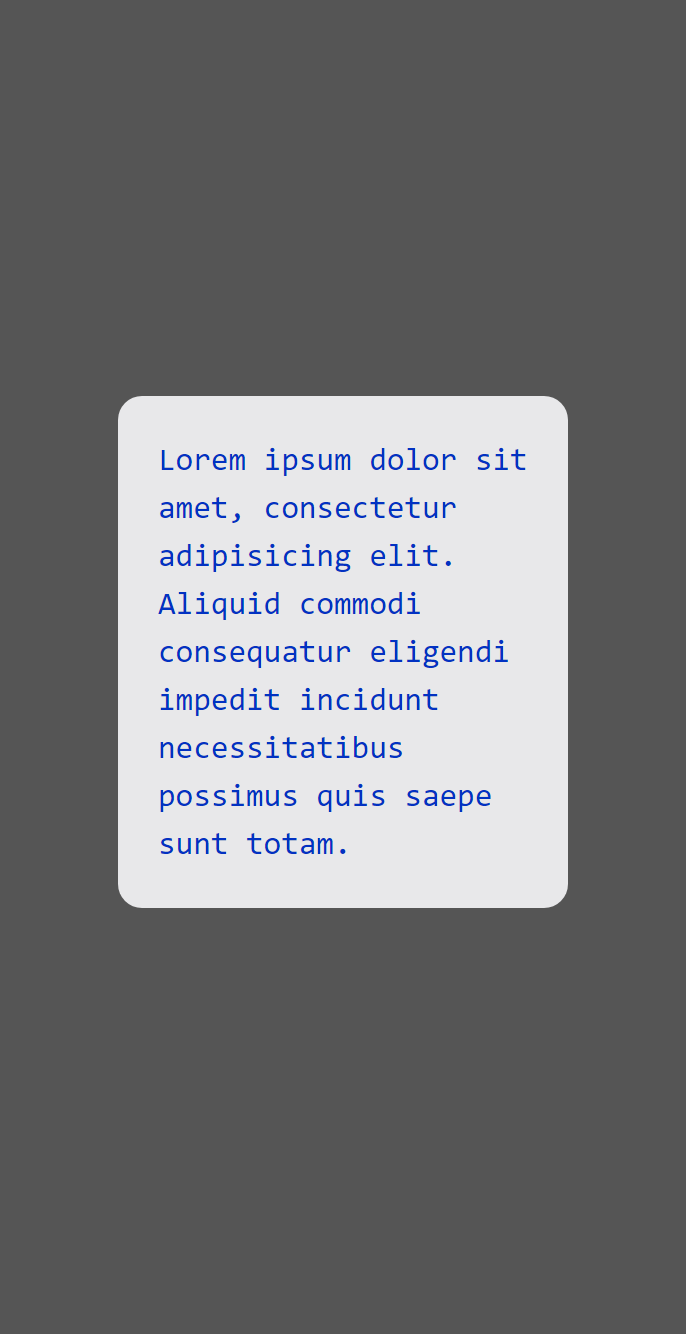 Lorem ipsum dolor sit
amet, consectetur
adipisicing elit.
Aliquid commodi
consequatur eligendi
impedit incidunt
necessitatibus
possimus quis saepe
sunt totam.